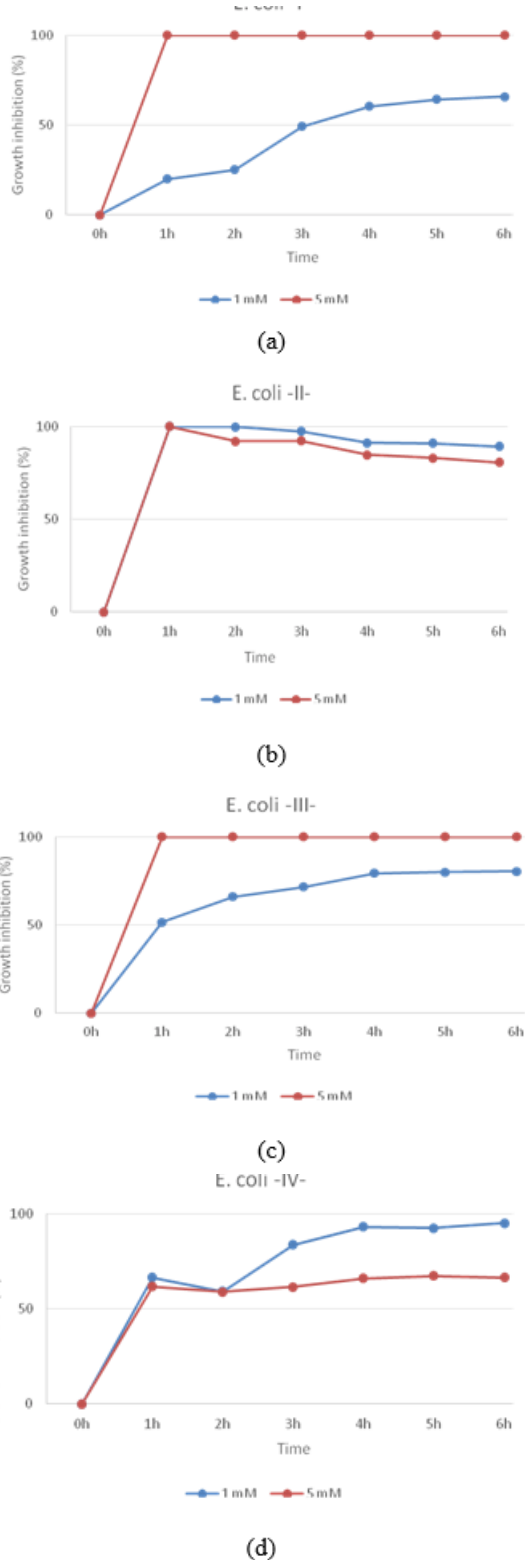 E. coli -I-
100
50
0
Growth inhibition (%)
0h 1h 2h 3h 4h 5h 6h
Time
1 mM 5 mM
(a)
E. coli -II-
100
50
0
Growth inhibition (%)
0h 1h 2h 3h 4h 5h 6h
Time
1 mM 5 mM
(b)
E. coli -III-
100
50
0
Growth inhibition (%)
0h 1h 2h 3h 4h 5h 6h
Time
1 mM 5 mM
(c)
E. coli -IV-
100
50
0
0h 1h 2h 3h 4h 5h 6h
Time
1 mM 5 mM
(d)